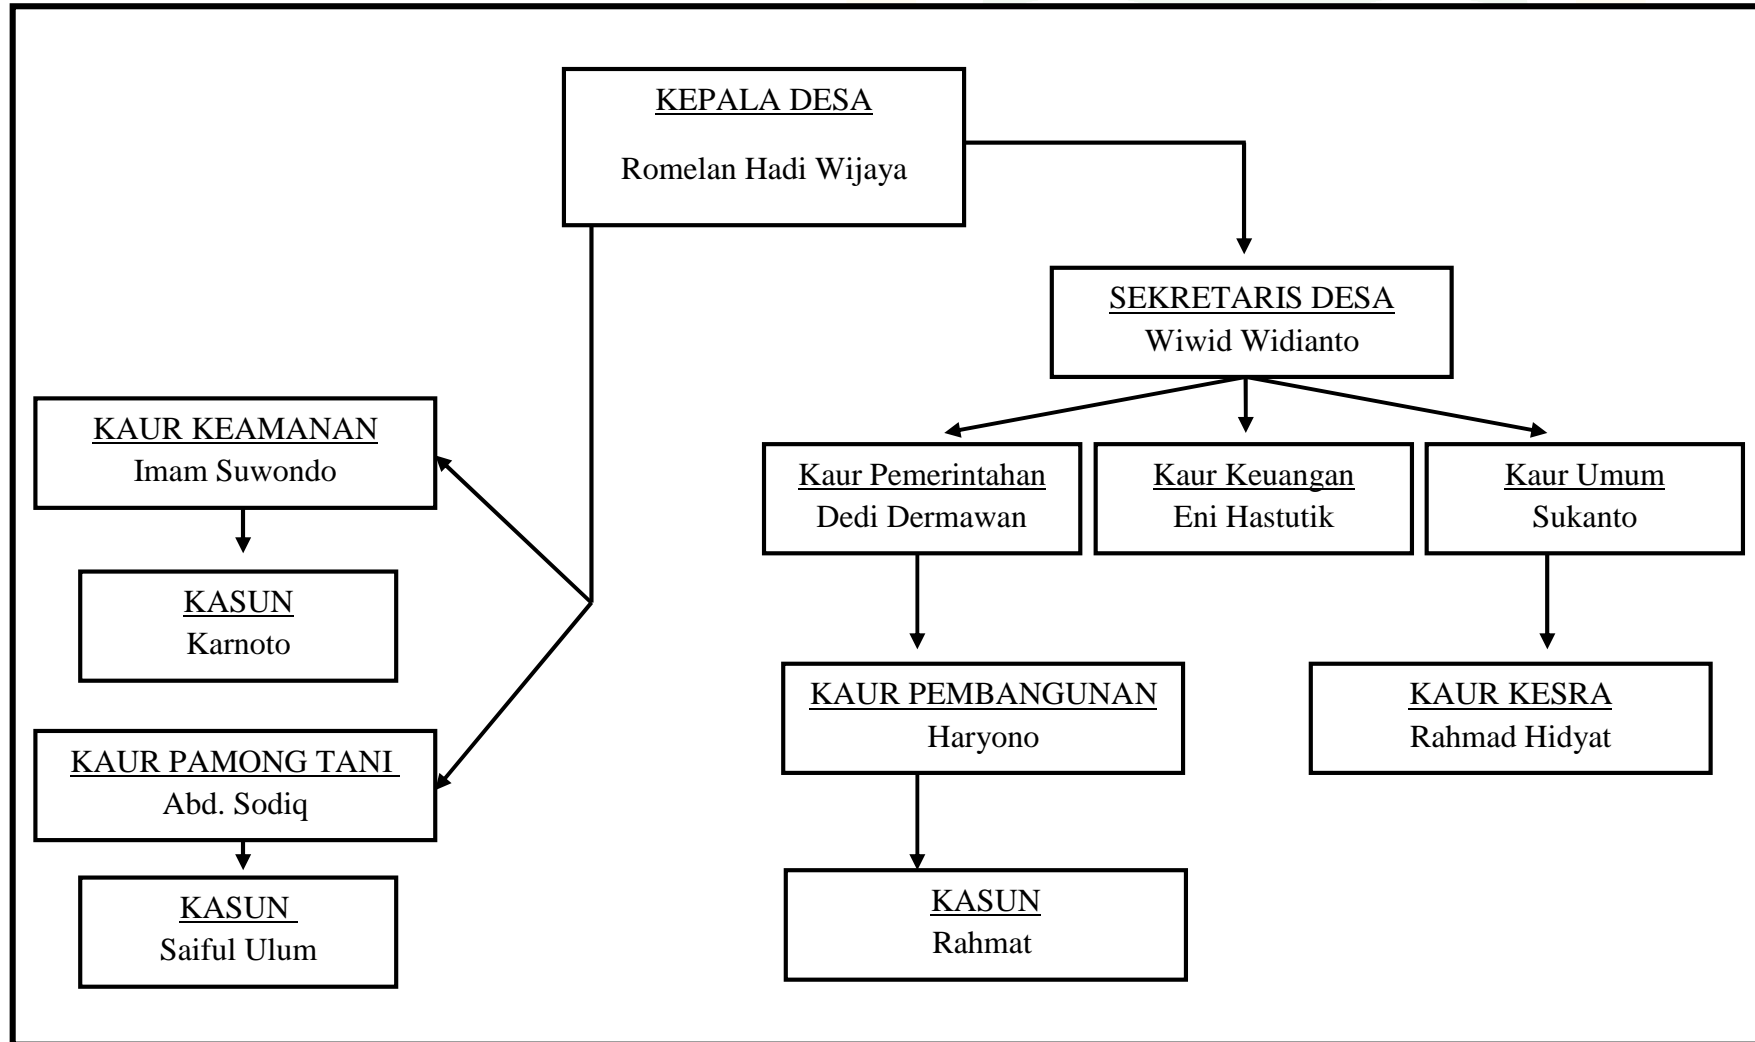 KEPALA DESA
Romelan Hadi Wijaya
SEKRETARIS DESA
Wiwid Widianto
KAUR KEAMANAN
Imam Suwondo
Kaur Pemerintahan
Dedi Dermawan
Kaur Keuangan
Eni Hastutik
Kaur Umum
Sukanto
KASUN
Karnoto
KAUR PEMBANGUNAN
Haryono
KAUR KESRA
Rahmad Hidyat
KAUR PAMONG TANI
Abd. Sodiq
KASUN
Saiful Ulum
KASUN
Rahmat